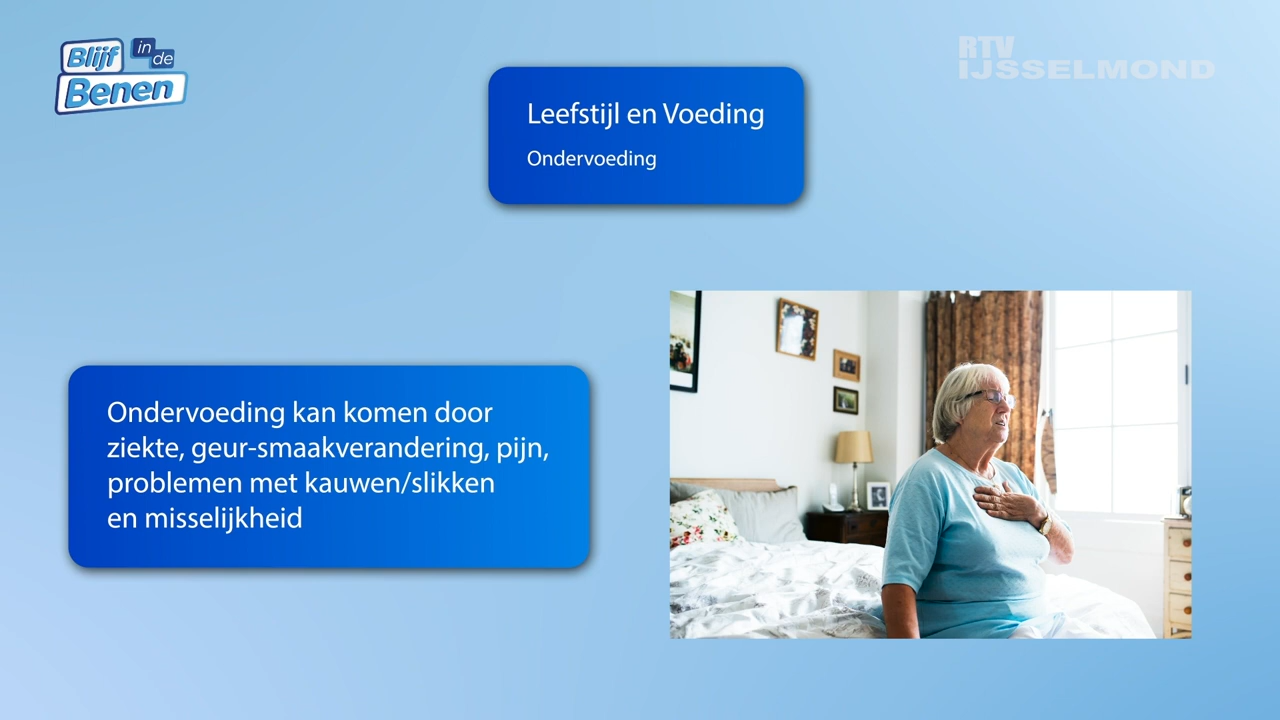 Blijf in de
Benen
RTV
IJSSELMOND
Leefstijl en Voeding
Ondervoeding
Ondervoeding kan komen door
ziekte, geur-smaakverandering, pijn,
problemen met kauwen/slikken
en misselijkheid